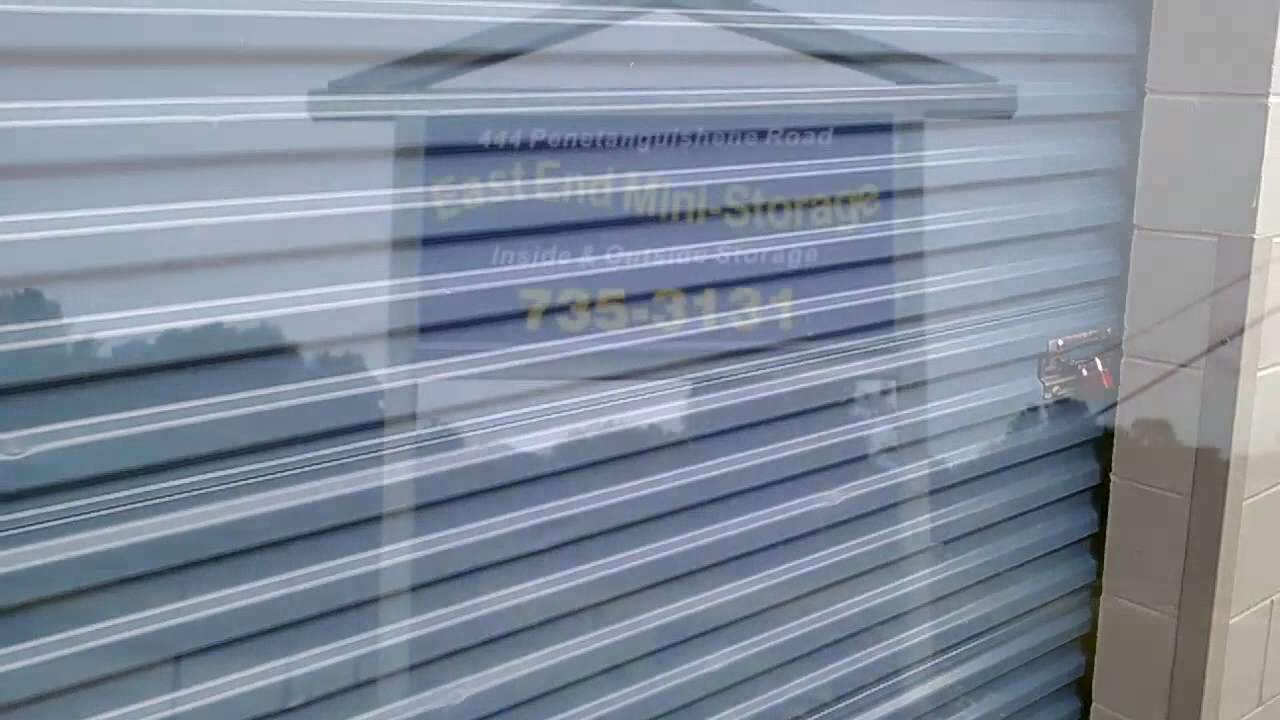 444 Penetanguishene Road
East End Mini-Storage
Inside & Outside Storage
735-3131